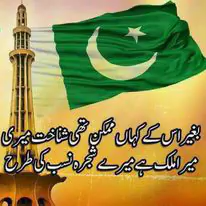 بغیر اس کے کہاں ممکن تھی شناخت میری
میرا ملک ہے میرے شجرہ نسب کی طرح